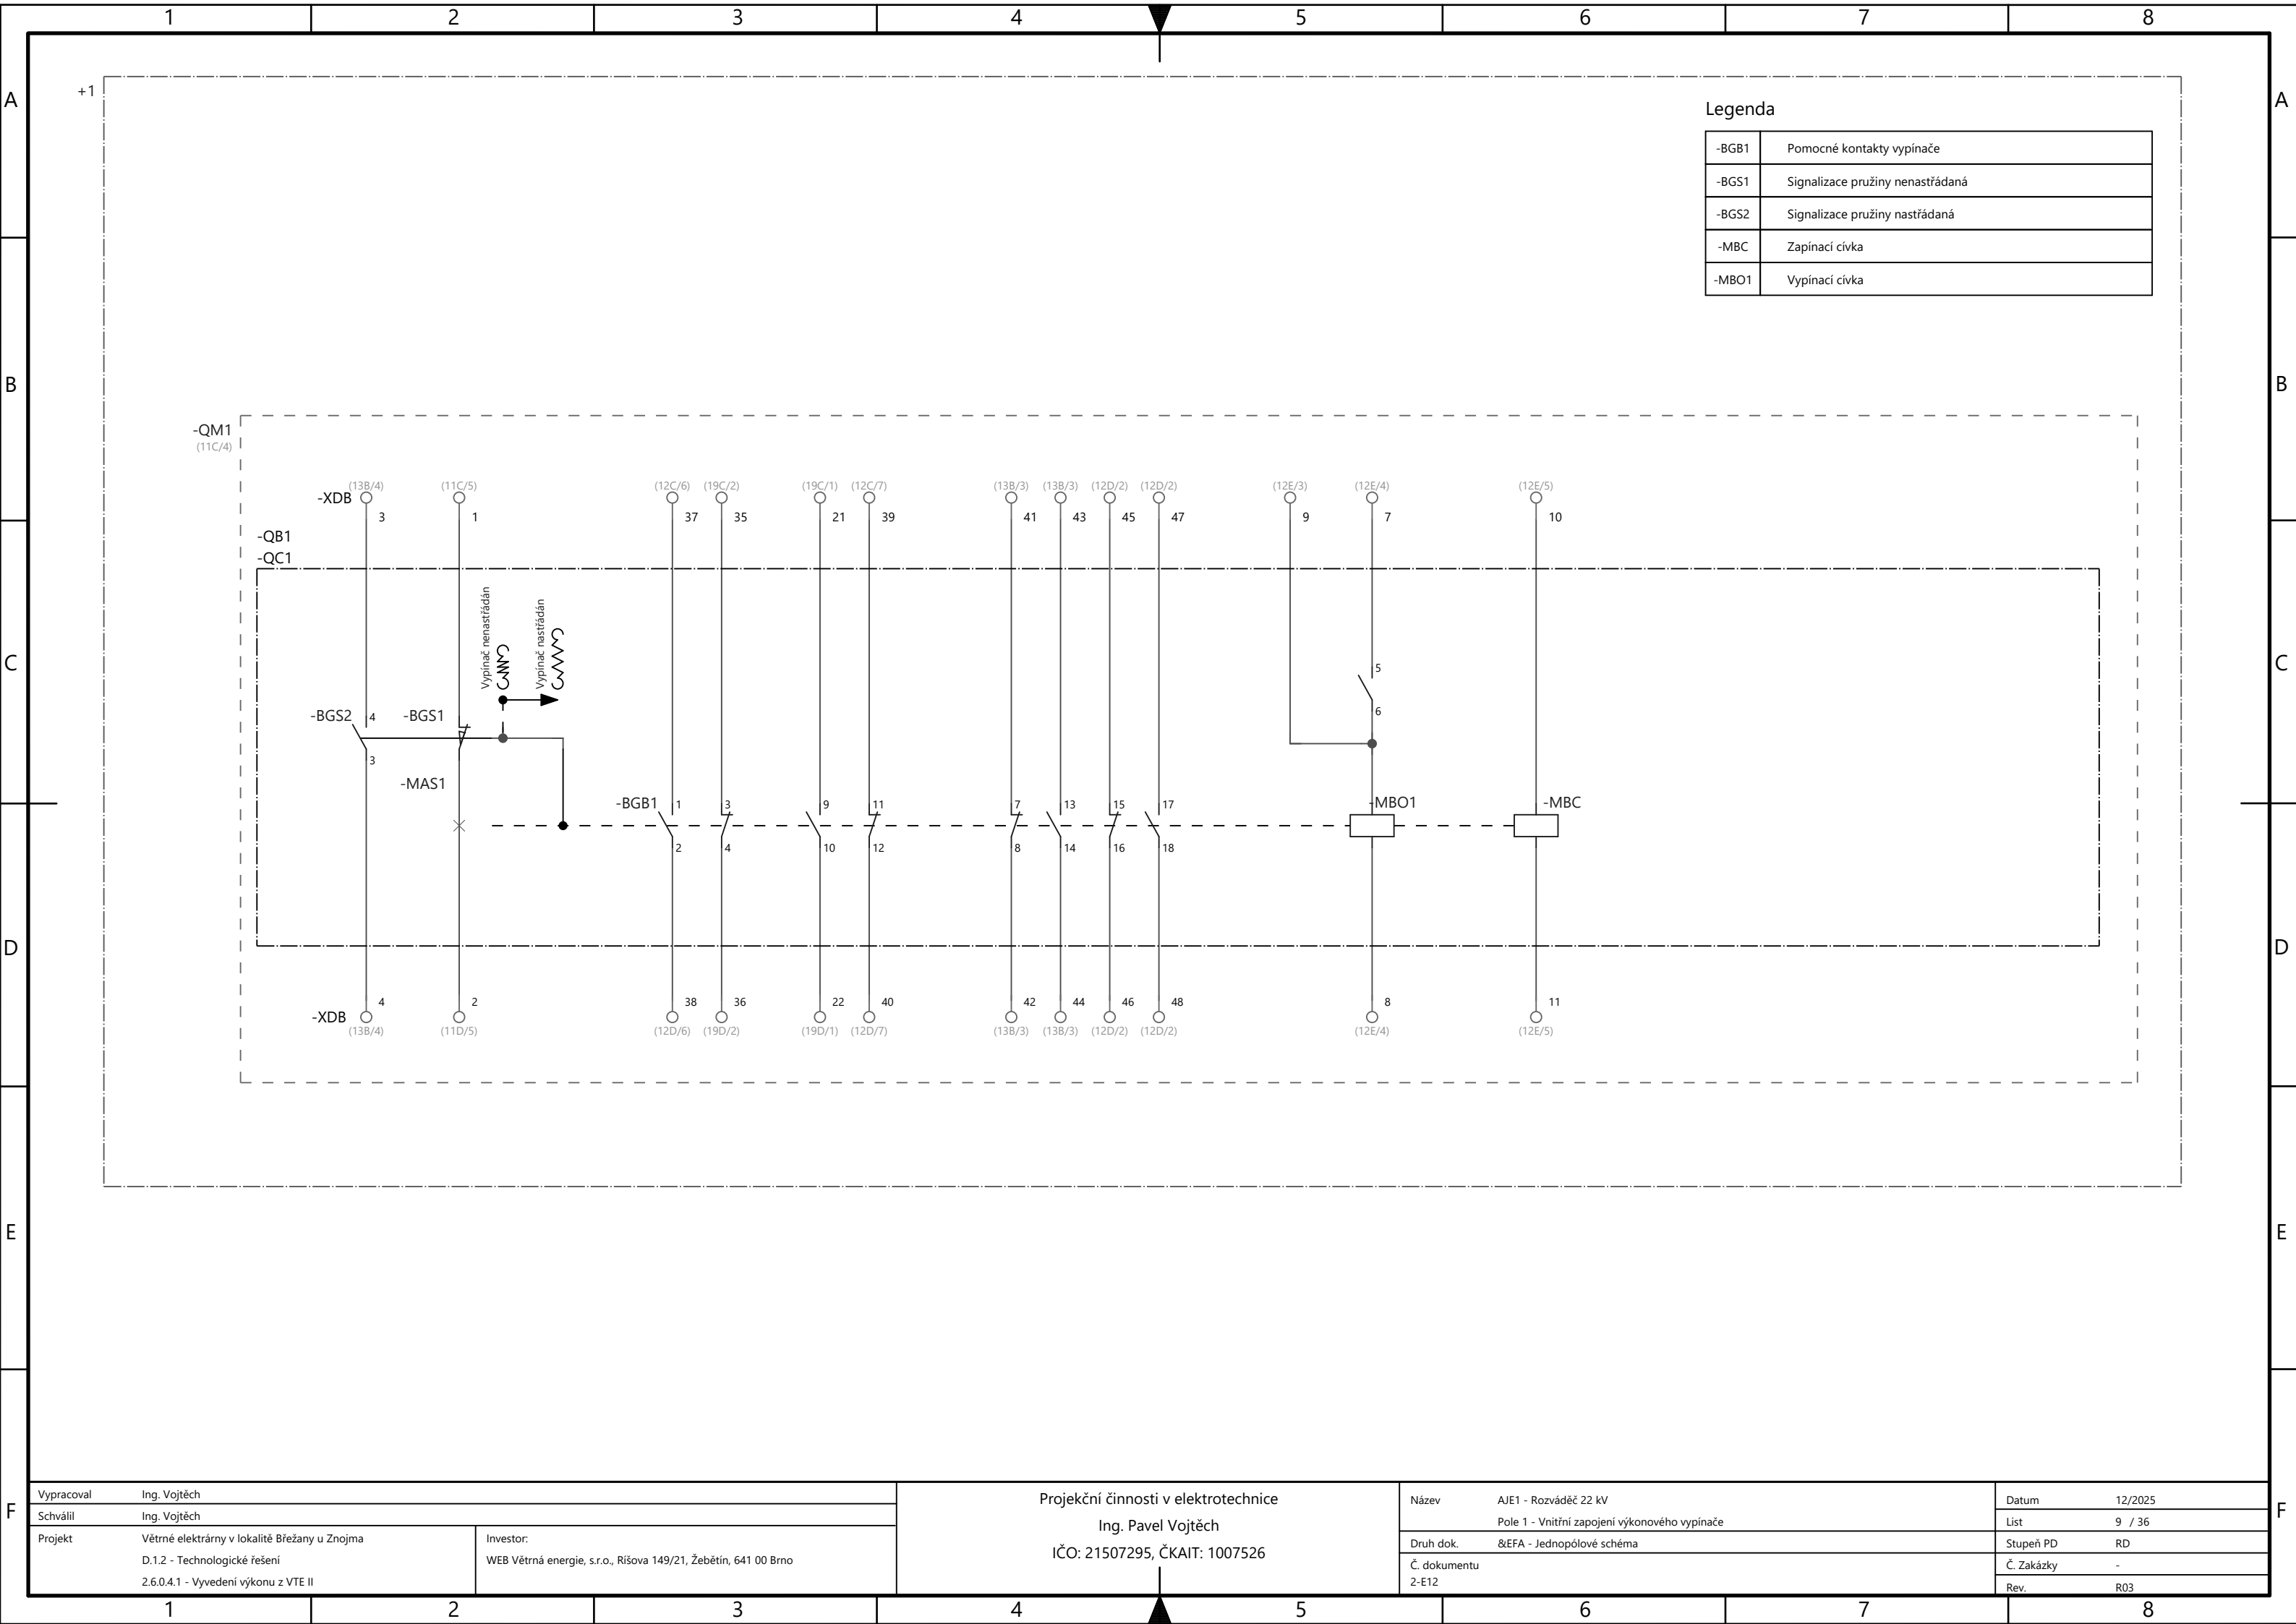 1 2 3 4 5 6 7 8
A A
+1
Legenda
-BGB1 Pomocné kontakty vypínače
-BGS1 Signalizace pružiny nenastřádaná
-BGS2 Signalizace pružiny nastřádaná
-MBC Zapínací cívka
-MBO1 Vypínací cívka
B B
-QM1
(11C/4)
(13B/4) (11C/5) (12C/6) (19C/2) (19C/1) (12C/7) (13B/3) (13B/3) (12D/2) (12D/2) (12E/3) (12E/4) (12E/5)
-XDB
3 1 37 35 21 39 41 43 45 47 9 7 10
-QB1
-QC1
Vypínač nenastřádán
Vypínač nastřádán
C C
5
6
-BGS2 4 -BGS1
3
-MAS1
-BGB1 1 3 9 11 7 13 15 17 -MBO1 -MBC
2 4 10 12 8 14 16 18
D D
4 2 38 36 22 40 42 44 46 48 8 11
-XDB
(13B/4) (11D/5) (12D/6) (19D/2) (19D/1) (12D/7) (13B/3) (13B/3) (12D/2) (12D/2) (12E/4) (12E/5)
E E
F F
Vypracoval Ing. Vojtěch
Schválil Ing. Vojtěch
Projekt Větrné elektrárny v lokalitě Břežany u Znojma
D.1.2 - Technologické řešení
2.6.0.4.1 - Vyvedení výkonu z VTE II
Investor:
WEB Větrná energie, s.r.o., Ríšova 149/21, Žebětín, 641 00 Brno
Projekční činnosti v elektrotechnice
Ing. Pavel Vojtěch
IČO: 21507295, ČKAIT: 1007526
Název AJE1 - Rozváděč 22 kV
Pole 1 - Vnitřní zapojení výkonového vypínače
Druh dok. &EFA - Jednopólové schéma
Č. dokumentu
2-E12
Datum 12/2025
List 9 / 36
Stupeň PD RD
Č. Zakázky -
Rev. R03
1 2 3 4 5 6 7 8